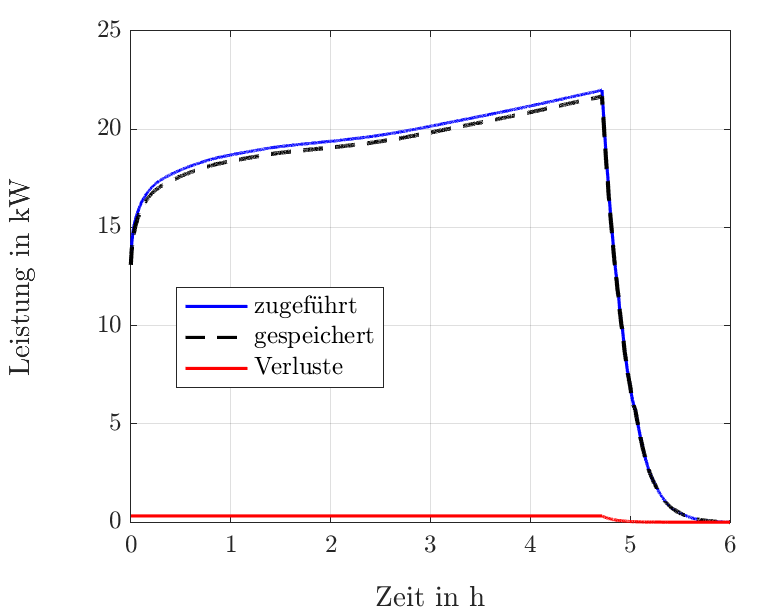 25
20
15
10
5
0
Leistung in kW
zugeführt
gespeichert
Verluste
0 1 2 3 4 5 6
Zeit in h